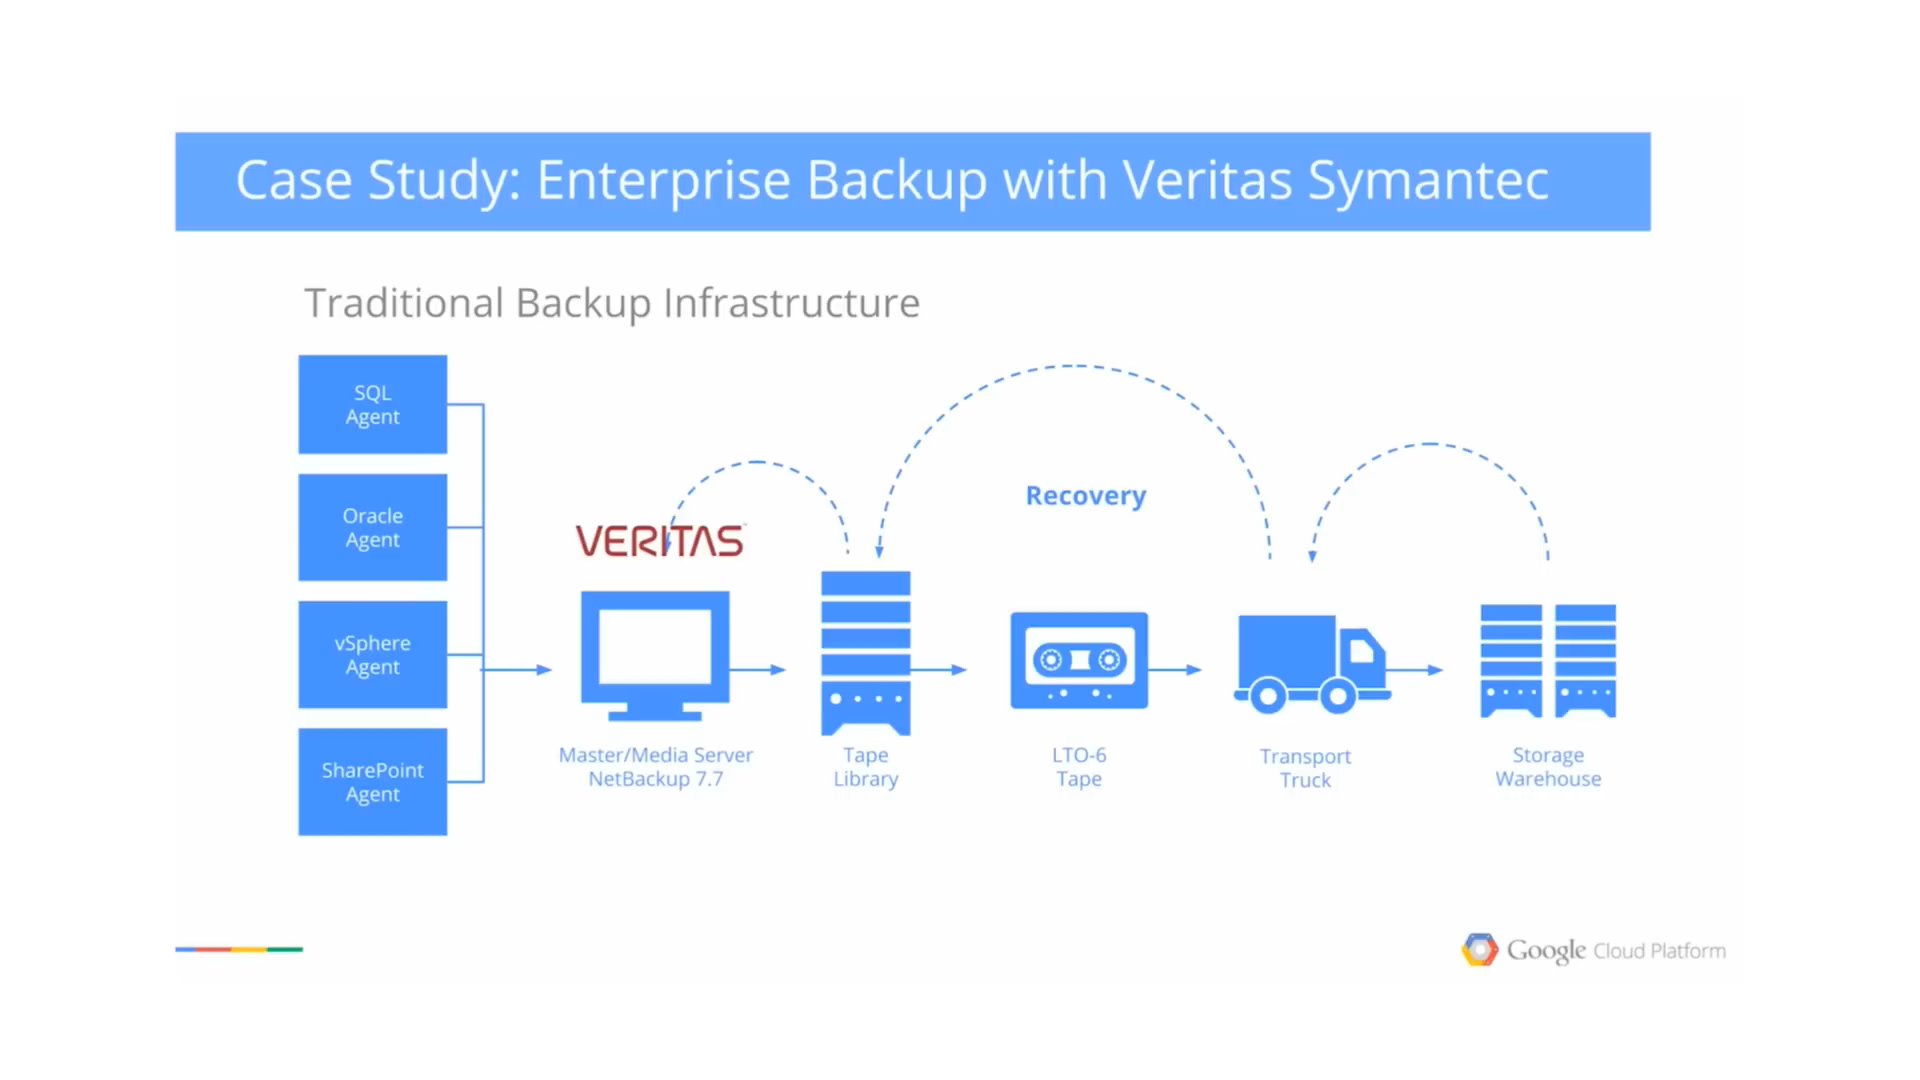 Case Study: Enterprise Backup with Veritas Symantec
Traditional Backup Infrastructure
SQL
Agent
Oracle
Agent
vSphere
Agent
SharePoint
Agent
Recovery
VERITAS
Master/Media Server
NetBackup 7.7
Tape
Library
LTO-6
Tape
Transport
Truck
Storage
Warehouse
Google Cloud Platform